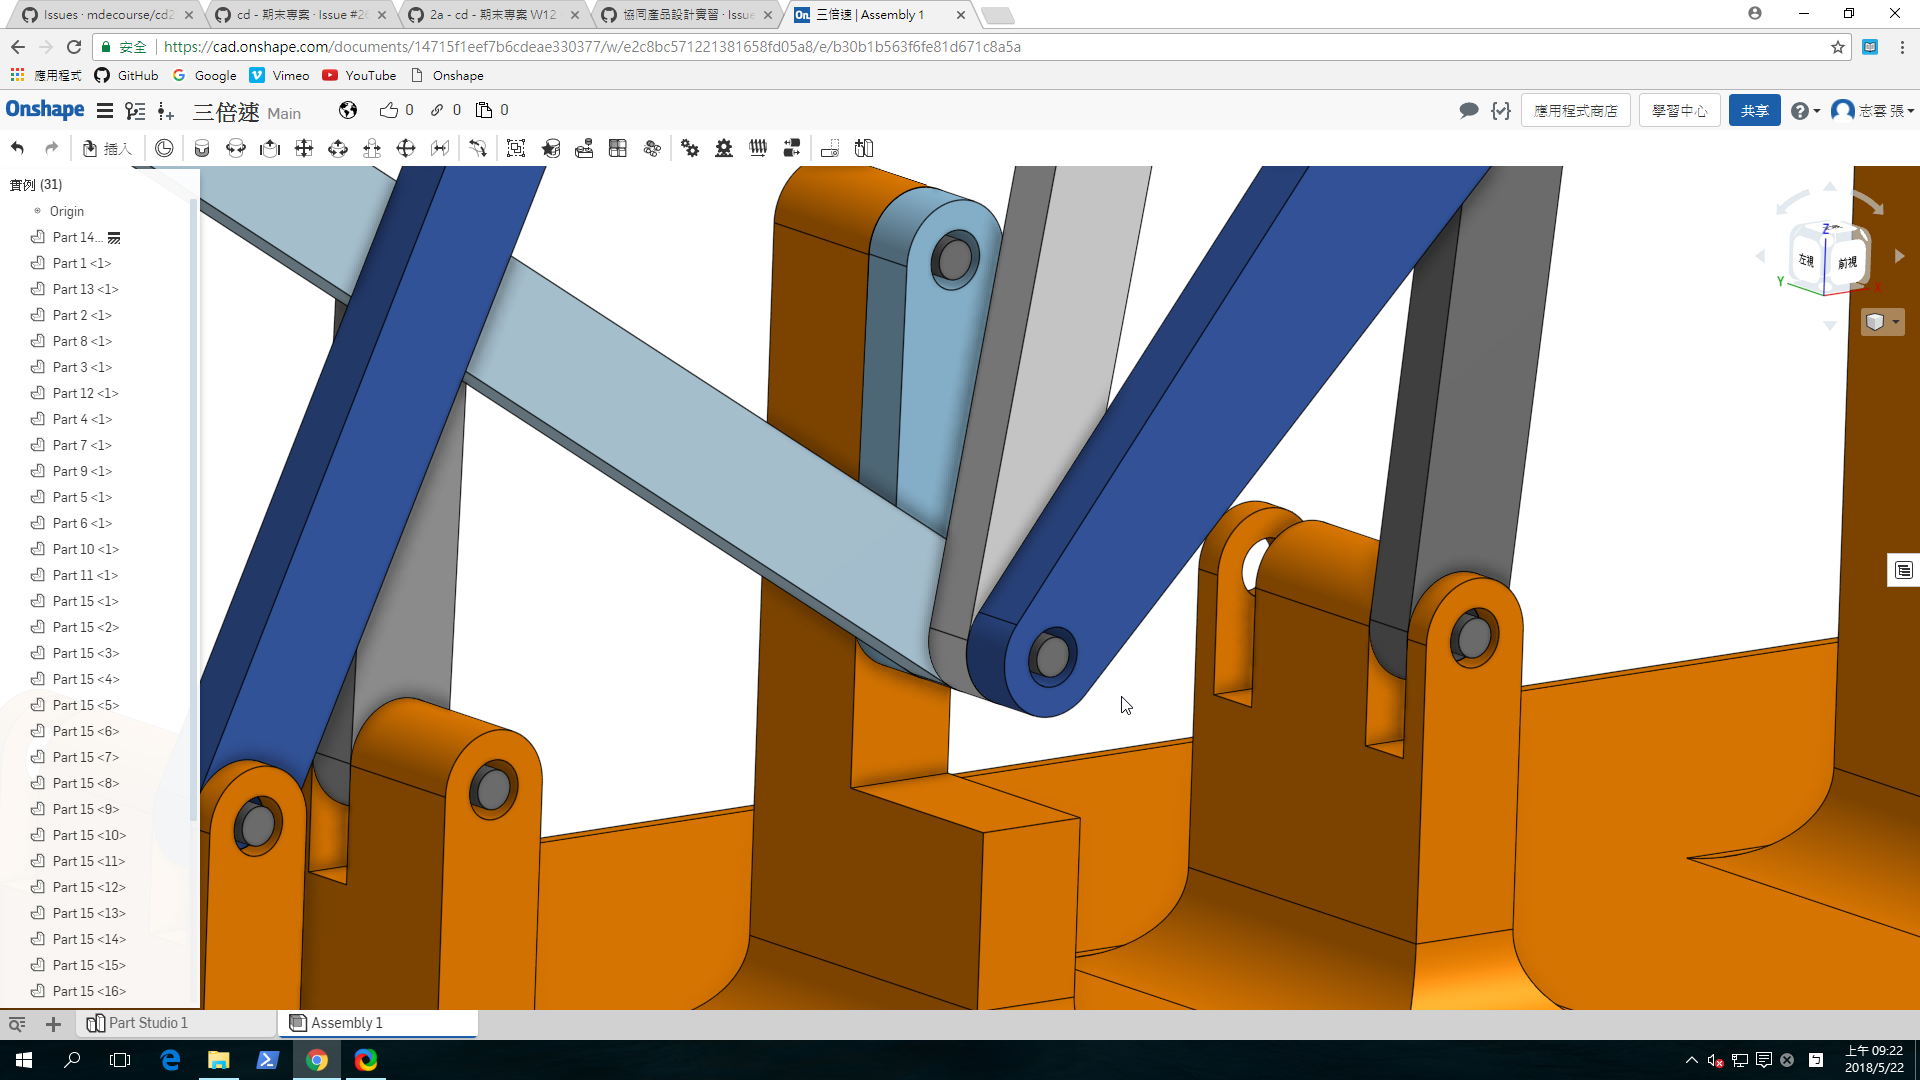 Issues · mdecourse/cd2
cd - 期末專案 · Issue #2
2a - cd - 期末專案 W12
協同產品設計實習 · Issue
三倍速 | Assembly 1
安全
https://cad.onshape.com/documents/14715f1eef7b6cdeae330377/w/e2c8bc571221381658fd05a8/e/b30b1b563f6fe81d671c8a5a
應用程式
GitHub
Google
Vimeo
YouTube
Onshape
Onshape
三倍速 Main
0
0
0
應用程式商店
學習中心
共享
志雲 張
插入
實例 (31)
Origin
Part 14...
Part 1 <1>
Part 13 <1>
Part 2 <1>
Part 8 <1>
Part 3 <1>
Part 12 <1>
Part 4 <1>
Part 7 <1>
Part 9 <1>
Part 5 <1>
Part 6 <1>
Part 10 <1>
Part 11 <1>
Part 15 <1>
Part 15 <2>
Part 15 <3>
Part 15 <4>
Part 15 <5>
Part 15 <6>
Part 15 <7>
Part 15 <8>
Part 15 <9>
Part 15 <10>
Part 15 <11>
Part 15 <12>
Part 15 <13>
Part 15 <14>
Part 15 <15>
Part 15 <16>
Z
左視
前視
Y
X
Part Studio 1
Assembly 1
上午 09:22
2018/5/22